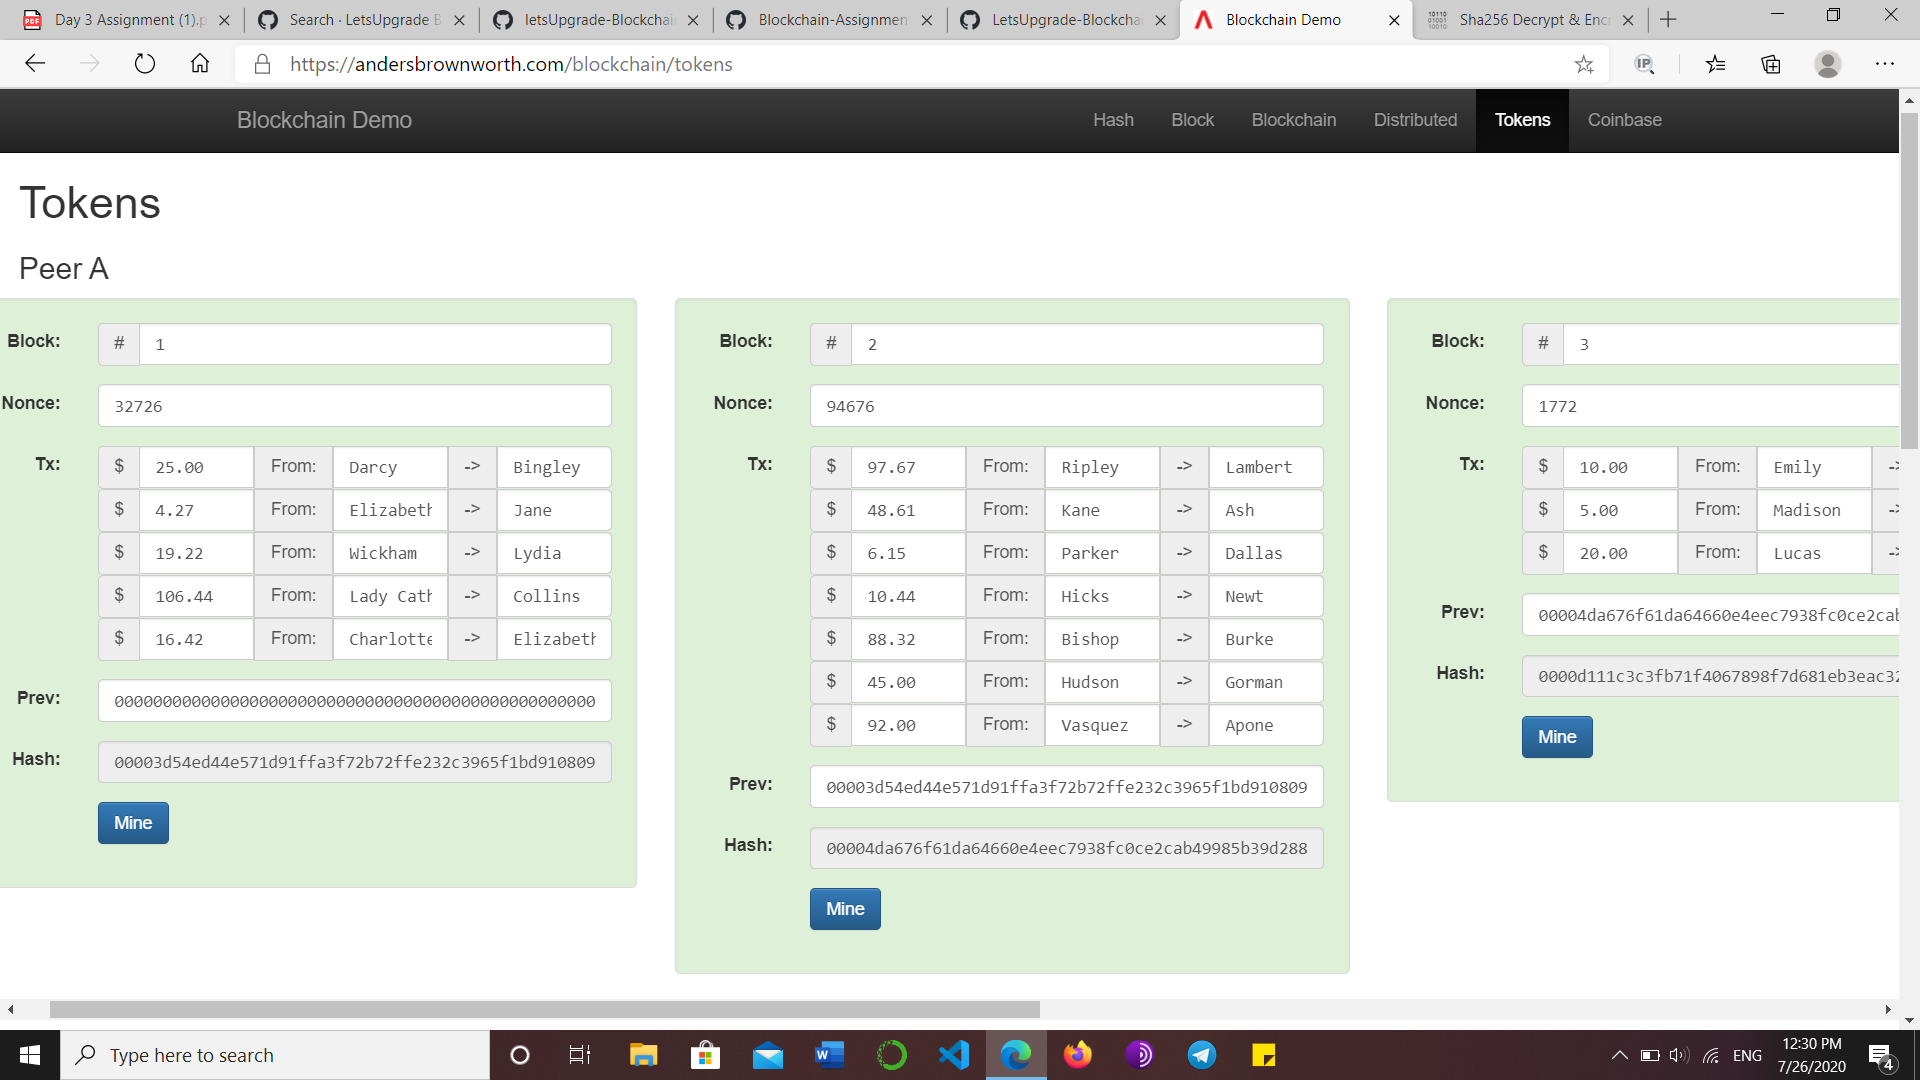 Day 3 Assignment (1).p
Search · LetsUpgrade B
letsUpgrade-Blockchai
Blockchain-Assignmen
LetsUpgrade-Blockcha
Blockchain Demo
Sha256 Decrypt & Enc
https://andersbrownworth.com/blockchain/tokens
Blockchain Demo
Hash
Block
Blockchain
Distributed
Tokens
Coinbase
Tokens
Peer A
Block: # 1
Nonce: 32726
Tx: $ 25.00 From: Darcy -> Bingley
$ 4.27 From: Elizabeth -> Jane
$ 19.22 From: Wickham -> Lydia
$ 106.44 From: Lady Cath -> Collins
$ 16.42 From: Charlotte -> Elizabeth
Prev: 00000000000000000000000000000000000000000000000000
Hash: 00003d54ed44e571d91ffa3f72b72ffe232c3965f1bd910809
Mine
Block: # 2
Nonce: 94676
Tx: $ 97.67 From: Ripley -> Lambert
$ 48.61 From: Kane -> Ash
$ 6.15 From: Parker -> Dallas
$ 10.44 From: Hicks -> Newt
$ 88.32 From: Bishop -> Burke
$ 45.00 From: Hudson -> Gorman
$ 92.00 From: Vasquez -> Apone
Prev: 00003d54ed44e571d91ffa3f72b72ffe232c3965f1bd910809
Hash: 00004da676f61da64660e4eec7938fc0ce2cab49985b39d288
Mine
Block: # 3
Nonce: 1772
Tx: $ 10.00 From: Emily ->
$ 5.00 From: Madison ->
$ 20.00 From: Lucas ->
Prev: 00004da676f61da64660e4eec7938fc0ce2cab
Hash: 0000d111c3c3fb71f4067898f7d681eb3eac32
Mine
Type here to search
ENG
12:30 PM
7/26/2020
4